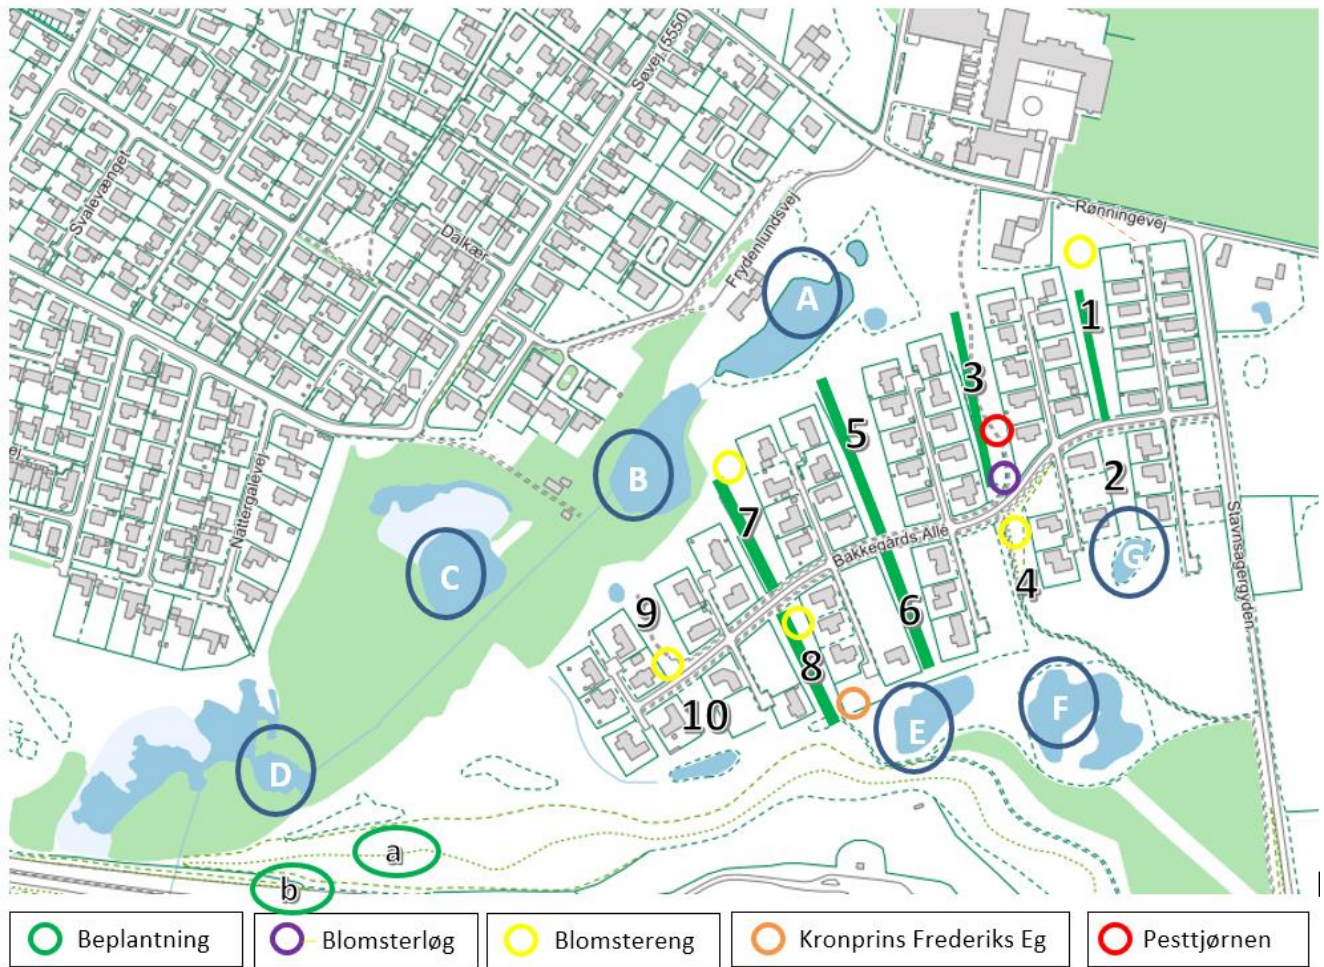 Søvej (5550)
Svalevænget
Dalkær
Frydenlundsvej
Rønningevej
A
1
3
5
B
2
Nattergalevej
Stavnsagergyden
7
Bakkegårds Alle
C
G
4
9
6
8
10
E
F
D
a
b
Beplantning
Blomsterløg
Blomstereng
Kronprins Frederiks Eg
Pesttjørnen